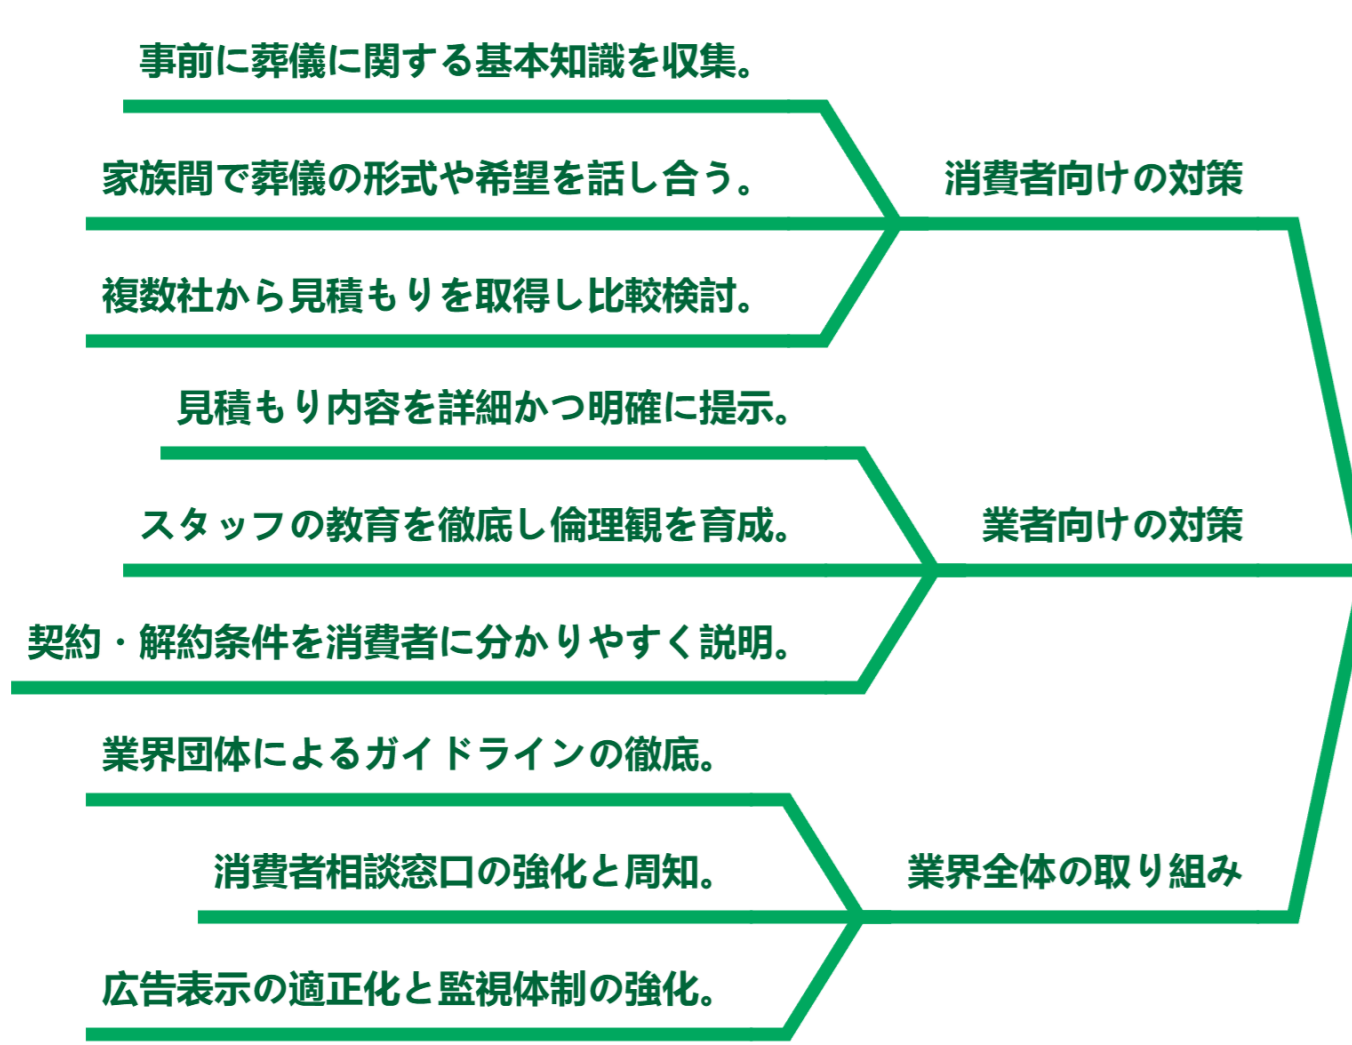 事前に葬儀に関する基本知識を収集。
家族間で葬儀の形式や希望を話し合う。
消費者向けの対策
複数社から見積もりを取得し比較検討。
見積もり内容を詳細かつ明確に提示。
スタッフの教育を徹底し倫理観を育成。
業者向けの対策
契約・解約条件を消費者に分かりやすく説明。
業界団体によるガイドラインの徹底。
消費者相談窓口の強化と周知。
業界全体の取り組み
広告表示の適正化と監視体制の強化。